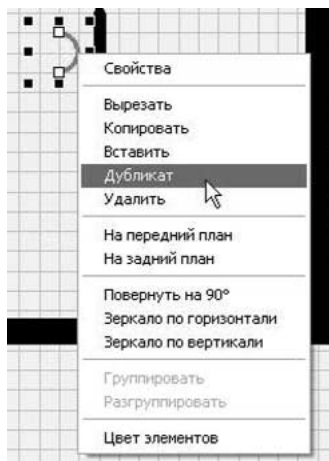 Свойства
Вырезать
Копировать
Вставить
Дубликат
Удалить
На передний план
На задний план
Повернуть на 90°
Зеркало по горизонтали
Зеркало по вертикали
Группировать
Разгруппировать
Цвет элементов